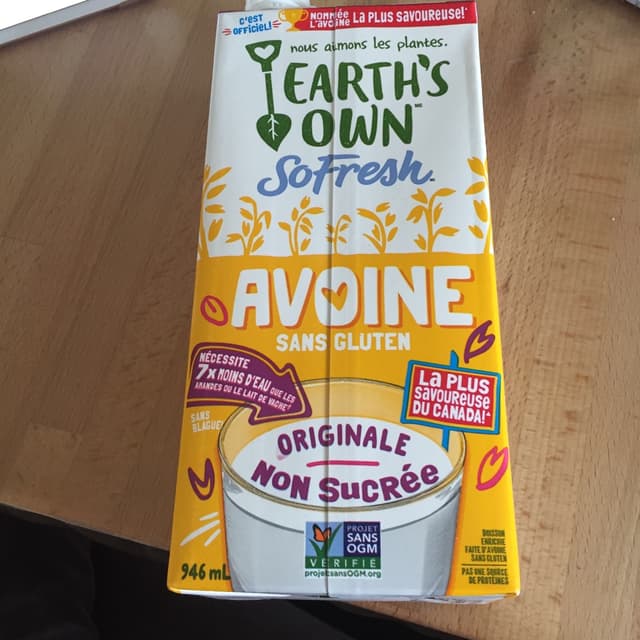 C'EST
OFFICIEL!
NOMMÉE
L'AVOINE
LA PLUS SAVOUREUSE!
nous aimons les plantes.
EARTH'S
OWN
SoFresh
AVOINE
SANS GLUTEN
NÉCESSITE
7x MOINS D'EAU QUE LES
AMANDES OU LE LAIT DE VACHE!
SANS
BLAGUE
La PLUS
SAVOUREUSE
DU CANADA!
ORIGINALE
NON SUCRÉE
PROJET
SANS
OGM
VÉRIFIÉ
projetsansOGM.org
946 mL
BOISSON
ENRICHIE
FAITE D'AVOINE
SANS GLUTEN
PAS UNE SOURCE
DE PROTÉINES